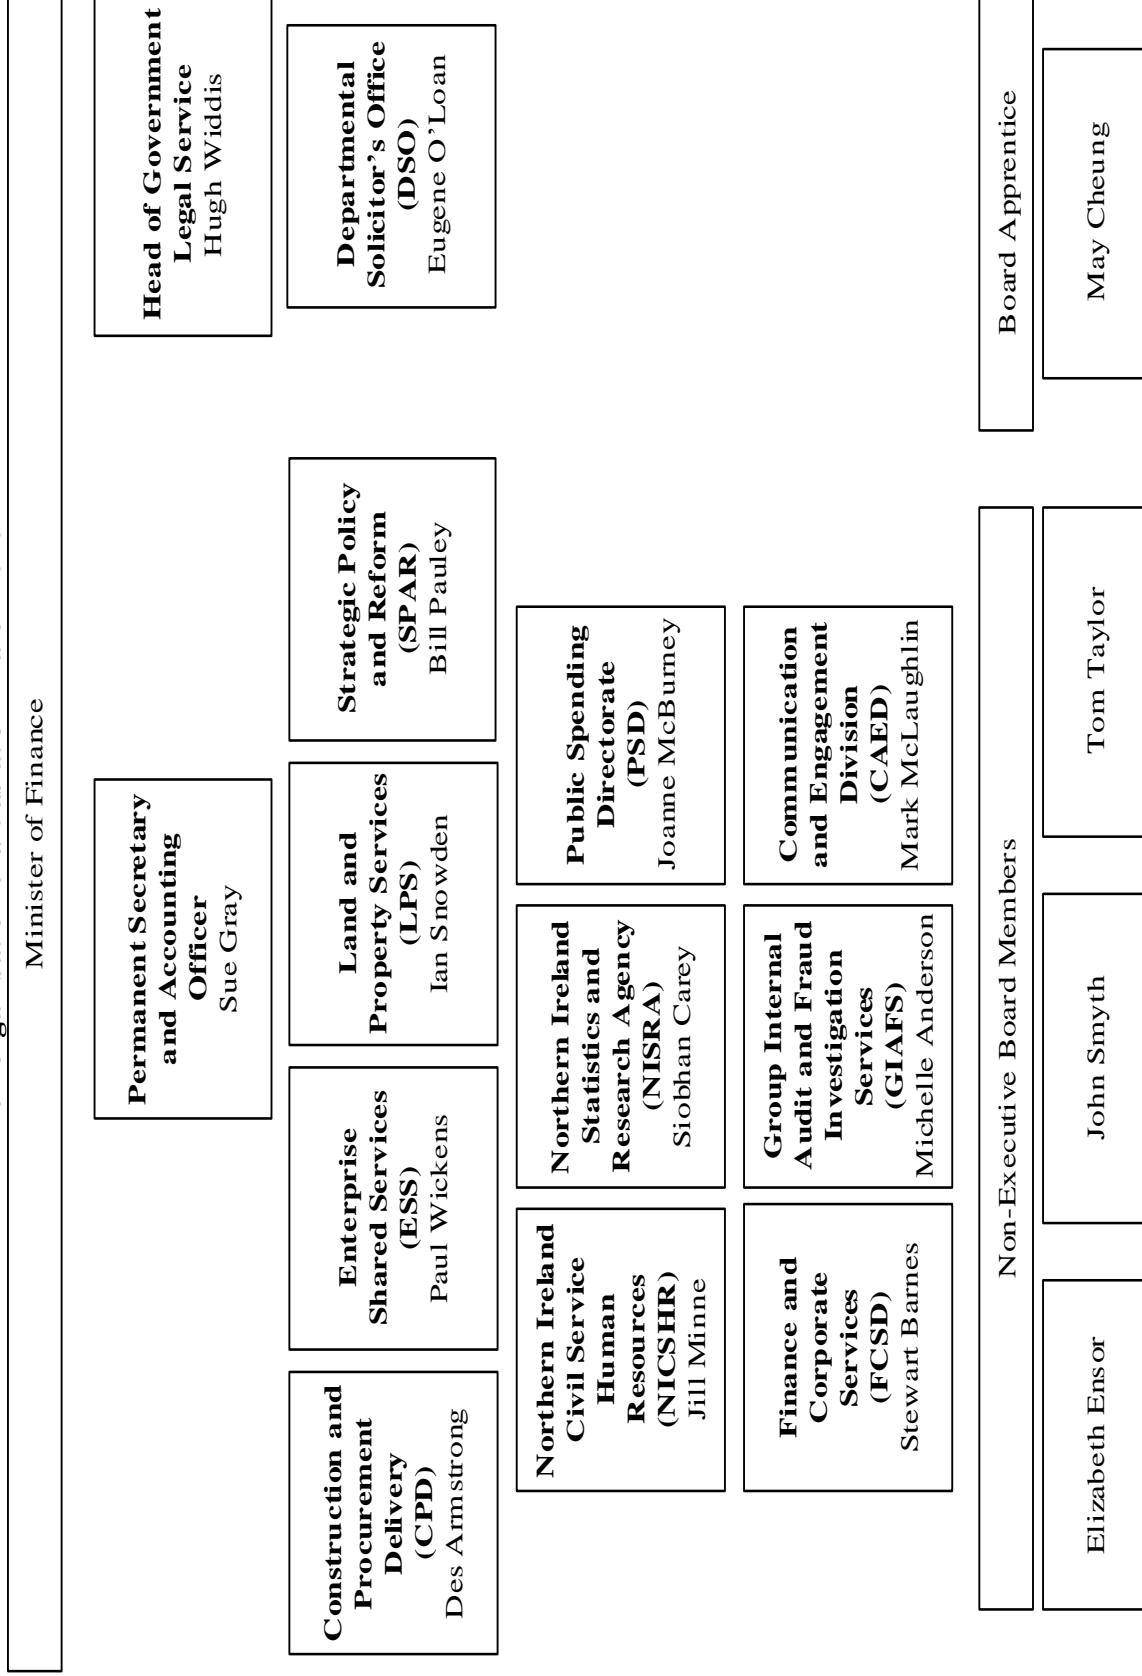 Minister of Finance
Permanent Secretary
and Accounting
Officer
Sue Gray
Head of Government
Legal Service
Hugh Widdis
Construction and
Procurement
Delivery
(CPD)
Des Armstrong
Enterprise
Shared Services
(ESS)
Paul Wickens
Land and
Property Services
(LPS)
Ian Snowden
Strategic Policy
and Reform
(SPAR)
Bill Pauley
Departmental
Solicitor’s Office
(DSO)
Eugene O’Loan
Northern Ireland
Civil Service
Human
Resources
(NICSHR)
Jill Minne
Northern Ireland
Statistics and
Research Agency
(NISRA)
Siobhan Carey
Public Spending
Directorate
(PSD)
Joanne McBurney
Finance and
Corporate
Services
(FCSD)
Stewart Barnes
Group Internal
Audit and Fraud
Investigation
Services
(GIAFS)
Michelle Anderson
Communication
and Engagement
Division
(CAED)
Mark McLaughlin
Non-Executive Board Members
Board Apprentice
Elizabeth Ensor
John Smyth
Tom Taylor
May Cheung